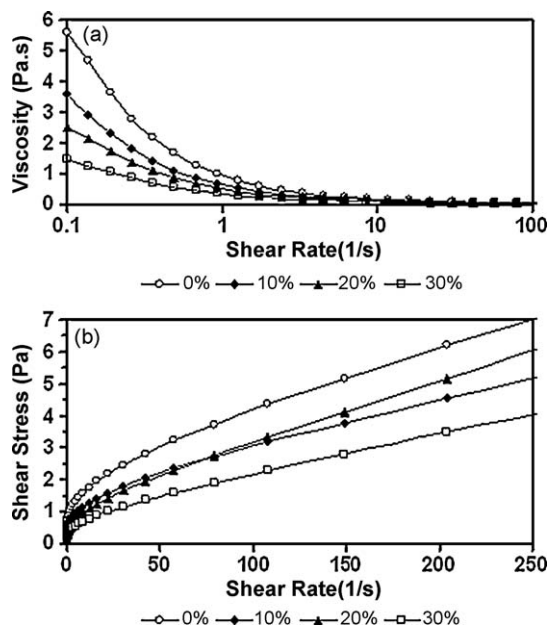 (a)
Viscosity (Pa.s)
6
5
4
3
2
1
0
0.1 1 10 100
Shear Rate(1/s)
0% 10% 20% 30%
(b)
Shear Stress (Pa)
7
6
5
4
3
2
1
0
0 50 100 150 200 250
Shear Rate(1/s)
0% 10% 20% 30%